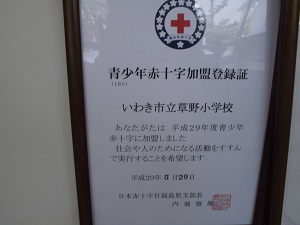 青少年赤十字加盟登録証
いわき市立草野小学校
あなたがたは 平成29年度青少年
赤十字に加盟しました
社会や人のためになる活動をすすん
で実行することを希望します
平成29年5月29日
日本赤十字社福島県支部長
内堀雅雄